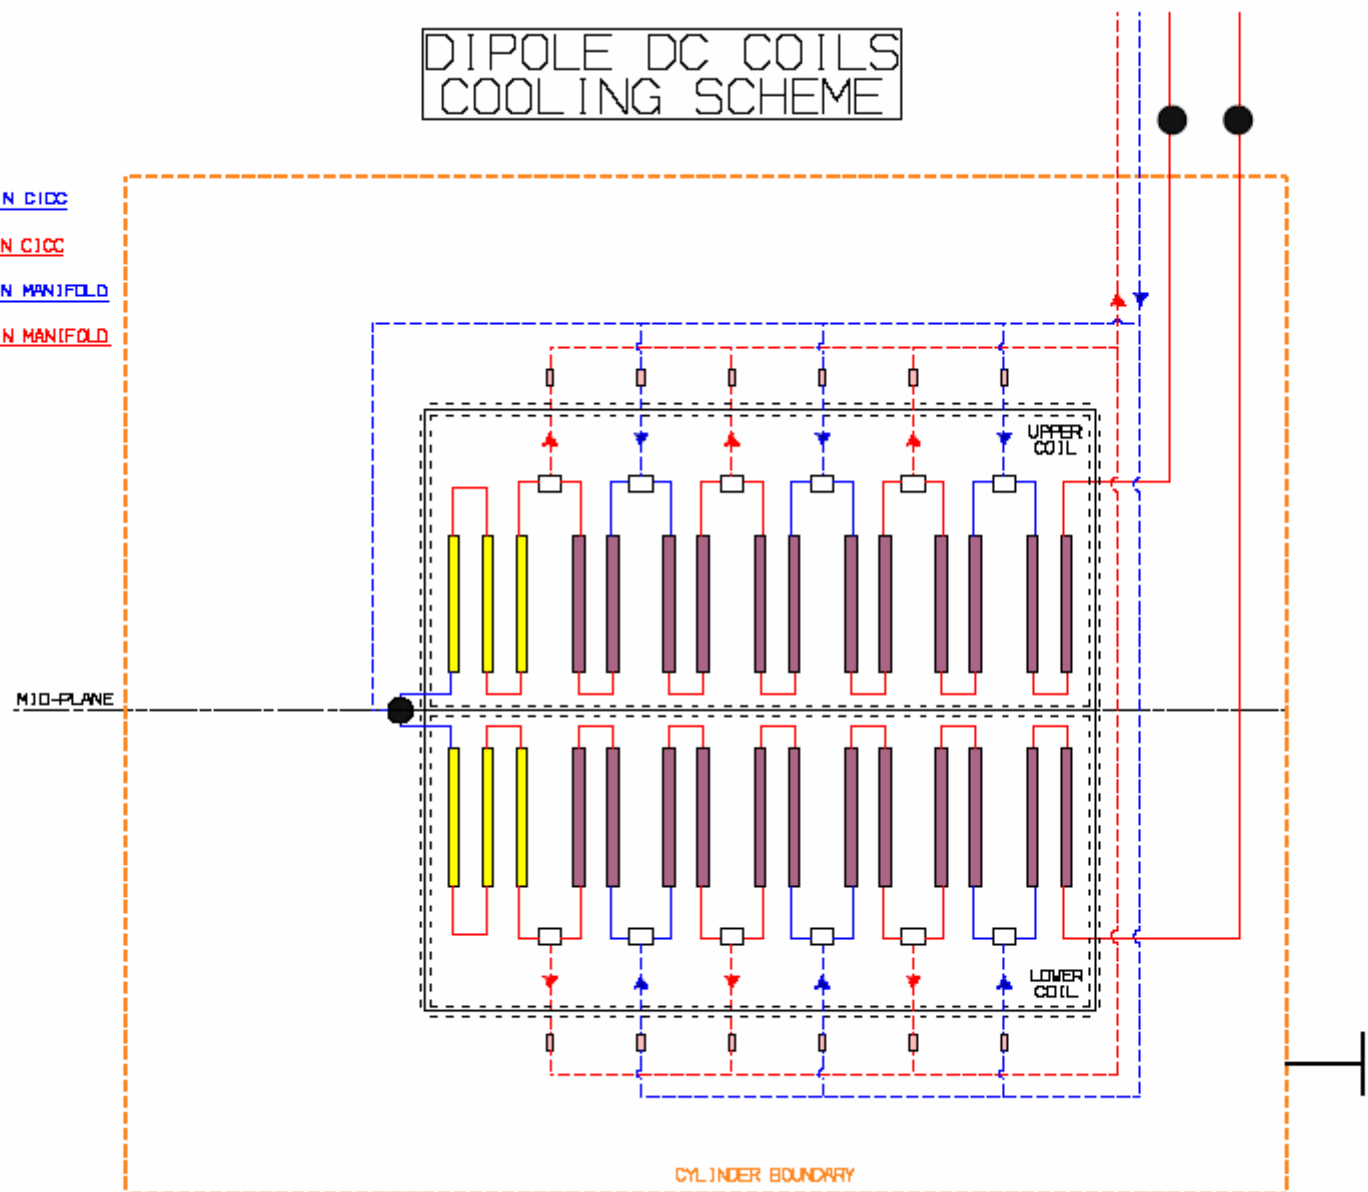 DIPOLE DC COILS
COOLING SCHEME
N CICC
N CICC
N MANIFOLD
N MANIFOLD
UPPER
COIL
MID-PLANE
LOWER
COIL
CYLINDER BOUNDARY